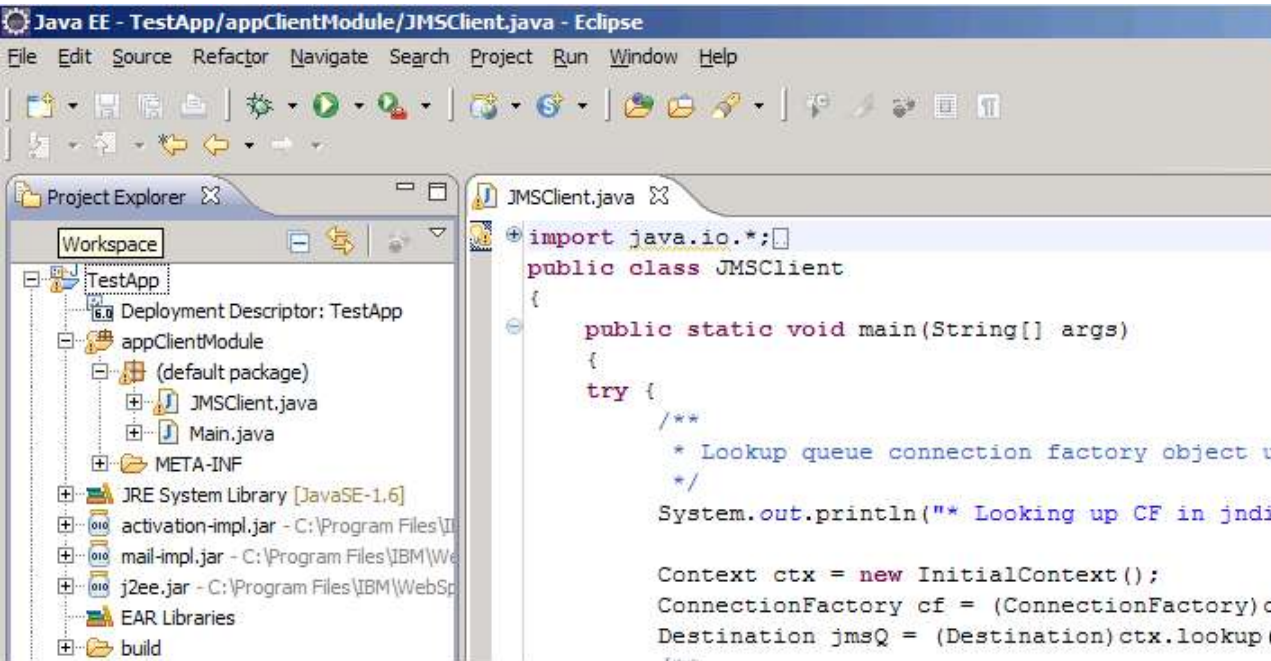 Java EE - TestApp/appClientModule/JMSClient.java - Eclipse
File Edit Source Refactor Navigate Search Project Run Window Help
Project Explorer
Workspace
TestApp
Deployment Descriptor: TestApp
appClientModule
(default package)
JMSClient.java
Main.java
META-INF
JRE System Library [JavaSE-1.6]
activation-impl.jar - C:\Program Files\
mail-impl.jar - C:\Program Files\IBM\
j2ee.jar - C:\Program Files\IBM\WebSp
EAR Libraries
build
JMSClient.java
import java.io.*;
public class JMSClient
{
public static void main(String[] args)
{
try {
/**
* Lookup queue connection factory object
*/
System.out.println("* Looking up CF in jndi
Context ctx = new InitialContext();
ConnectionFactory cf = (ConnectionFactory)
Destination jmsQ = (Destination)ctx.lookup(